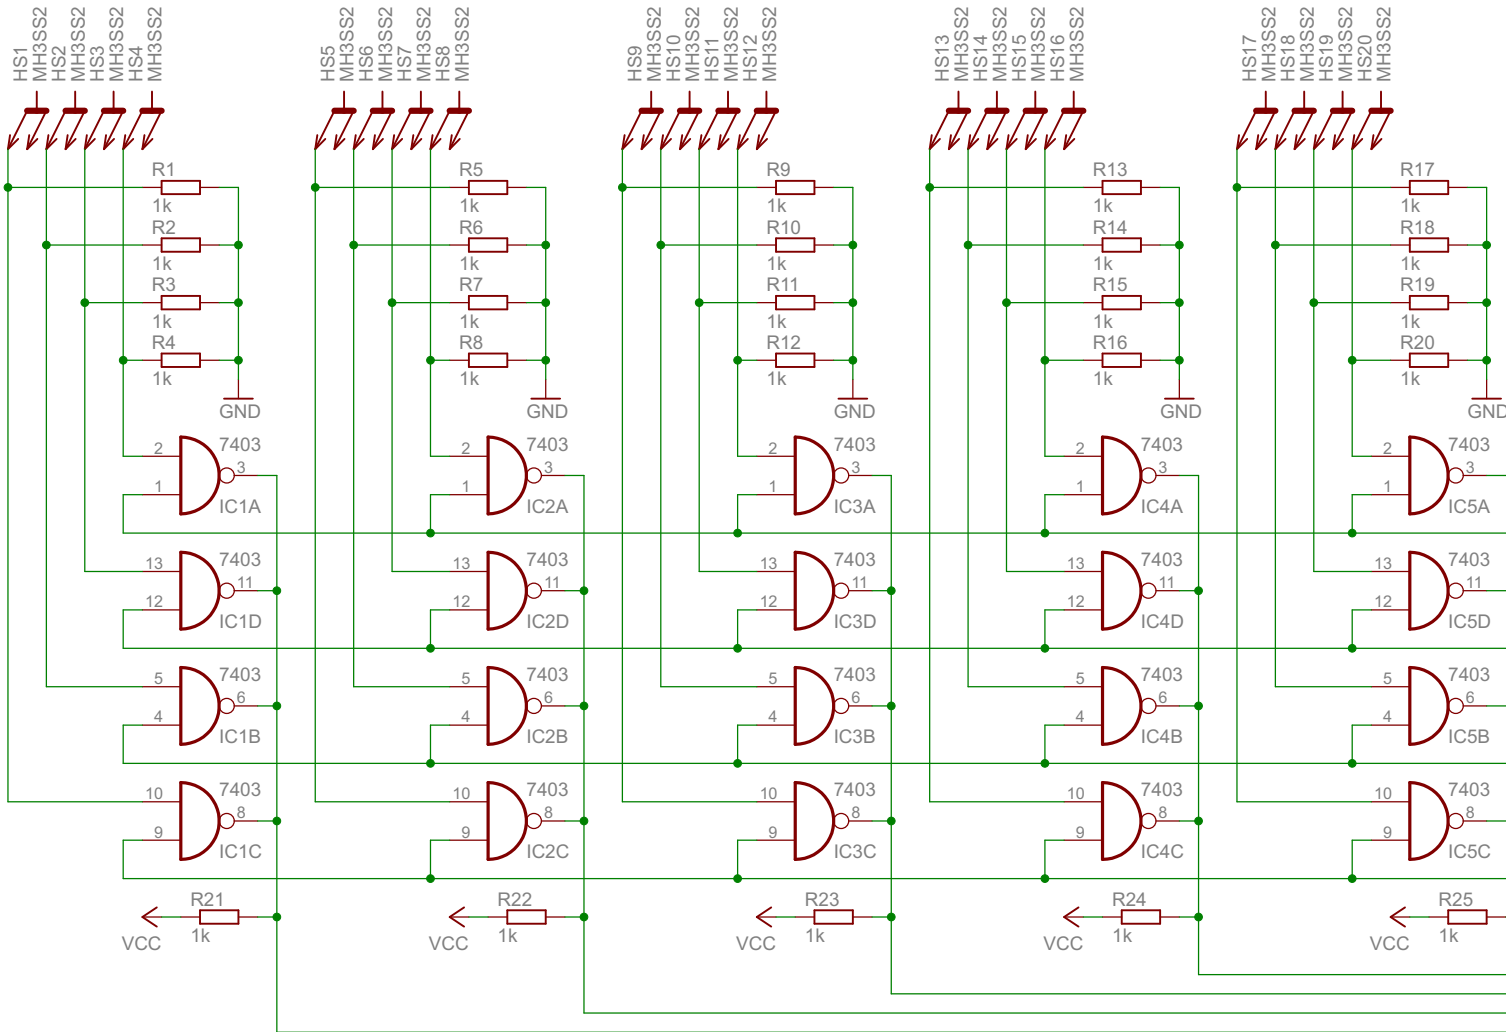 HS1
MH3SS2
HS2
MH3SS2
HS3
MH3SS2
HS4
MH3SS2
HS5
MH3SS2
HS6
MH3SS2
HS7
MH3SS2
HS8
MH3SS2
HS9
MH3SS2
HS10
MH3SS2
HS11
MH3SS2
HS12
MH3SS2
HS13
MH3SS2
HS14
MH3SS2
HS15
MH3SS2
HS16
MH3SS2
HS17
MH3SS2
HS18
MH3SS2
HS19
MH3SS2
HS20
MH3SS2
R1 R5 R9 R13 R17
1k 1k 1k 1k 1k
R2 R6 R10 R14 R18
1k 1k 1k 1k 1k
R3 R7 R11 R15 R19
1k 1k 1k 1k 1k
R4 R8 R12 R16 R20
1k 1k 1k 1k 1k
GND GND GND GND GND
7403 7403 7403 7403 7403
2 2 2 2 2
3 3 3 3 3
1 1 1 1 1
IC1A IC2A IC3A IC4A IC5A
7403 7403 7403 7403 7403
13 13 13 13 13
11 11 11 11 11
12 12 12 12 12
IC1D IC2D IC3D IC4D IC5D
7403 7403 7403 7403 7403
5 5 5 5 5
6 6 6 6 6
4 4 4 4 4
IC1B IC2B IC3B IC4B IC5B
7403 7403 7403 7403 7403
10 10 10 10 10
8 8 8 8 8
9 9 9 9 9
IC1C IC2C IC3C IC4C IC5C
R21 R22 R23 R24 R25
1k 1k 1k 1k 1k
VCC VCC VCC VCC VCC